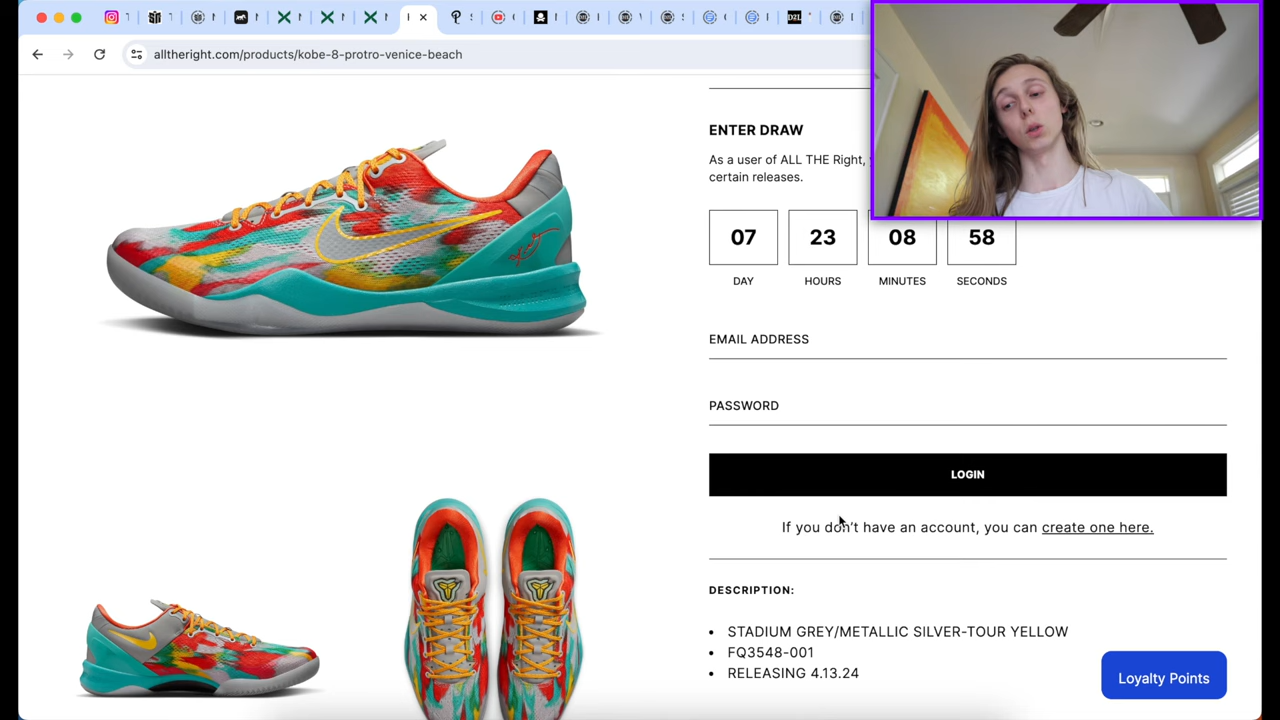 D2L
alltheright.com/products/kobe-8-protro-venice-beach
ENTER DRAW
As a user of ALL THE Right,
certain releases.
07
23
08
58
DAY
HOURS
MINUTES
SECONDS
EMAIL ADDRESS
PASSWORD
LOGIN
If you don't have an account, you can create one here.
DESCRIPTION:
• STADIUM GREY/METALLIC SILVER-TOUR YELLOW
• FQ3548-001
• RELEASING 4.13.24
Loyalty Points